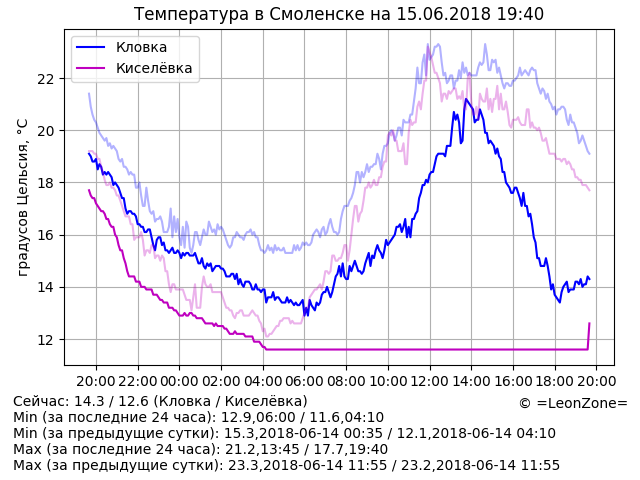 Температура в Смоленске на 15.06.2018 19:40
Кловка
Киселёвка
градусов Цельсия, °C
22
20
18
16
14
12
20:00 22:00 00:00 02:00 04:00 06:00 08:00 10:00 12:00 14:00 16:00 18:00 20:00
Сейчас: 14.3 / 12.6 (Кловка / Киселёвка)
© =LeonZone=
Min (за последние 24 часа): 12.9,06:00 / 11.6,04:10
Min (за предыдущие сутки): 15.3,2018-06-14 00:35 / 12.1,2018-06-14 04:10
Max (за последние 24 часа): 21.2,13:45 / 17.7,19:40
Max (за предыдущие сутки): 23.3,2018-06-14 11:55 / 23.2,2018-06-14 11:55